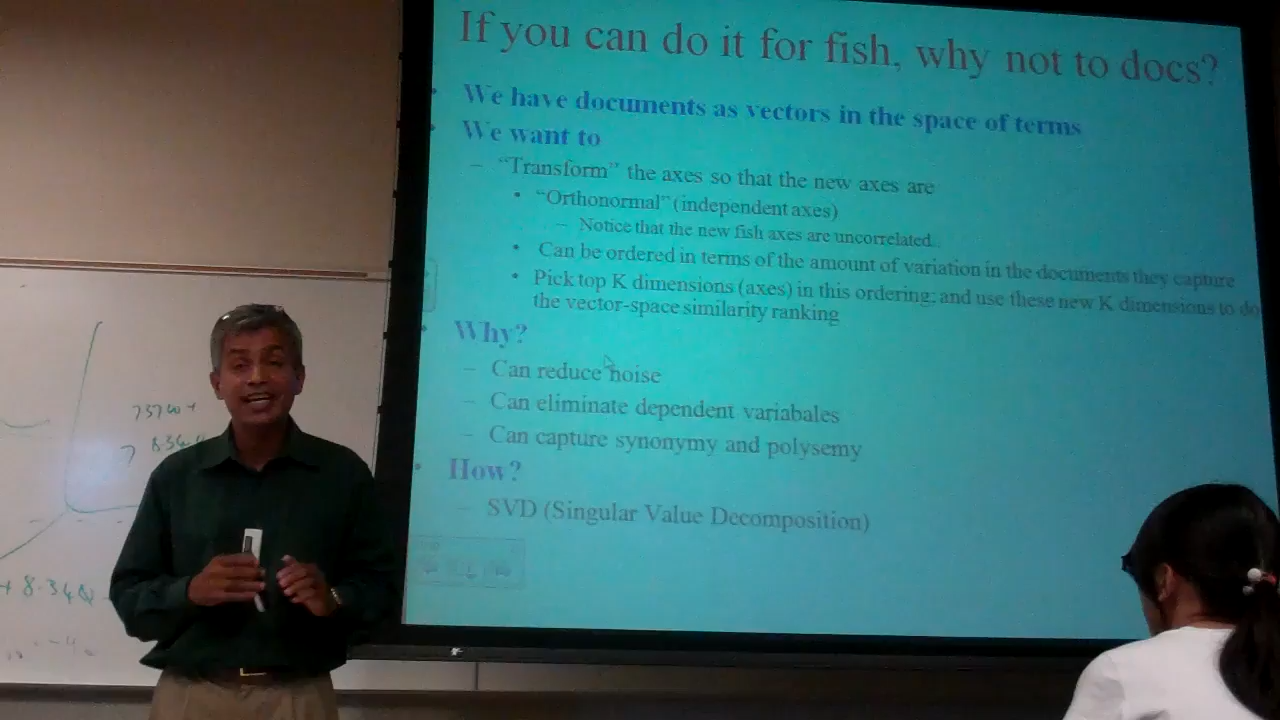 If you can do it for fish, why not to docs?
• We have documents as vectors in the space of terms
• We want to
– “Transform” the axes so that the new axes are
• “Orthonormal” (independent axes)
– Notice that the new fish axes are uncorrelated..
• Can be ordered in terms of the amount of variation in the documents they capture
• Pick top K dimensions (axes) in this ordering; and use these new K dimensions to do
the vector-space similarity ranking
• Why?
– Can reduce noise
– Can eliminate dependent variabales
– Can capture synonymy and polysemy
• How?
– SVD (Singular Value Decomposition)
+ 8.34Q